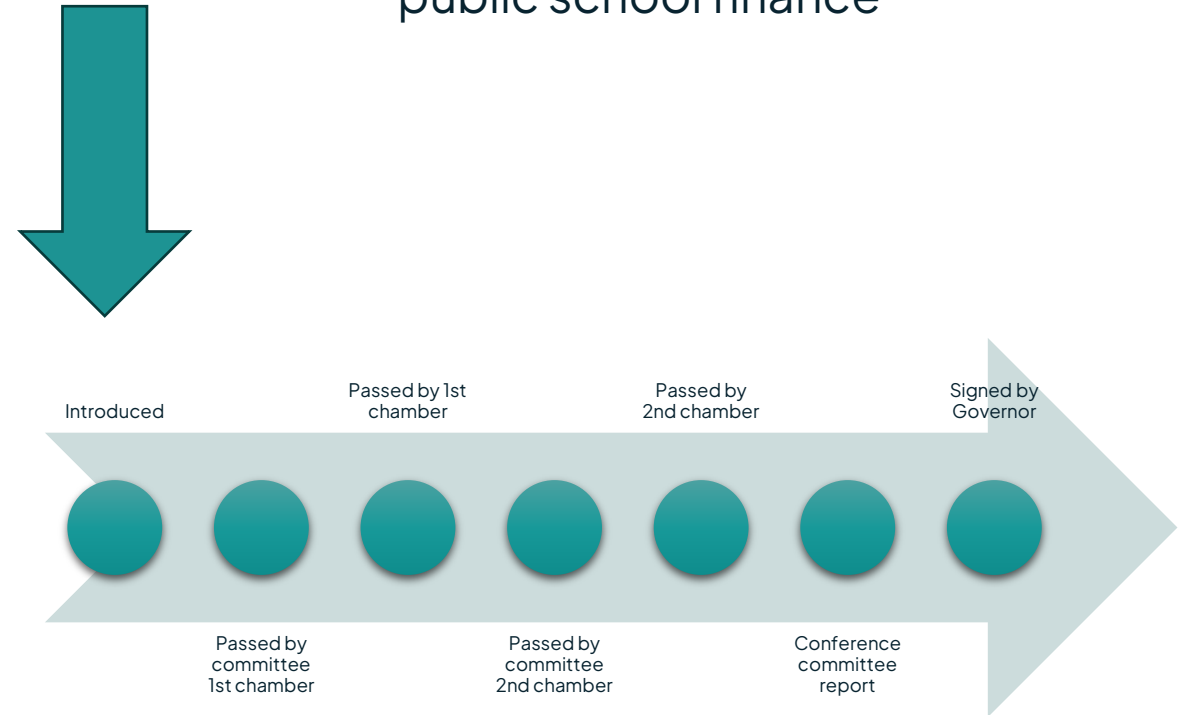 public school finance
Introduced
Passed by 1st
chamber
Passed by
2nd chamber
Signed by
Governor
Passed by
committee
1st chamber
Passed by
committee
2nd chamber
Conference
committee
report